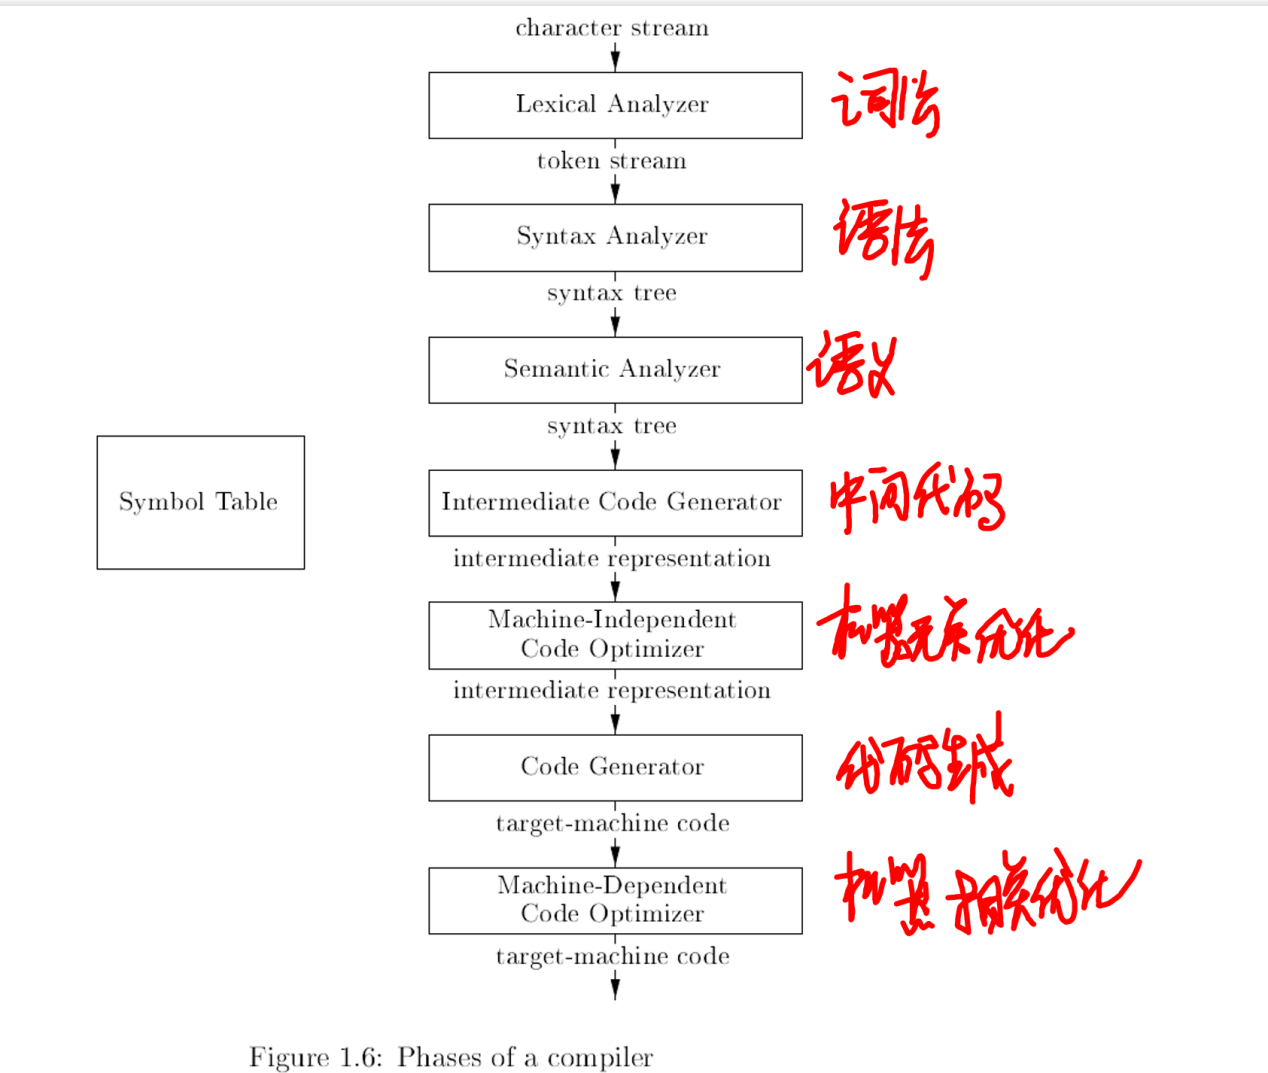 character stream
Lexical Analyzer
词法
token stream
Syntax Analyzer
语法
syntax tree
Semantic Analyzer
语义
syntax tree
Symbol Table
Intermediate Code Generator
中间代码
intermediate representation
Machine-Independent
Code Optimizer
机器无关优化
intermediate representation
Code Generator
代码生成
target-machine code
Machine-Dependent
Code Optimizer
机器相关优化
target-machine code
Figure 1.6: Phases of a compiler